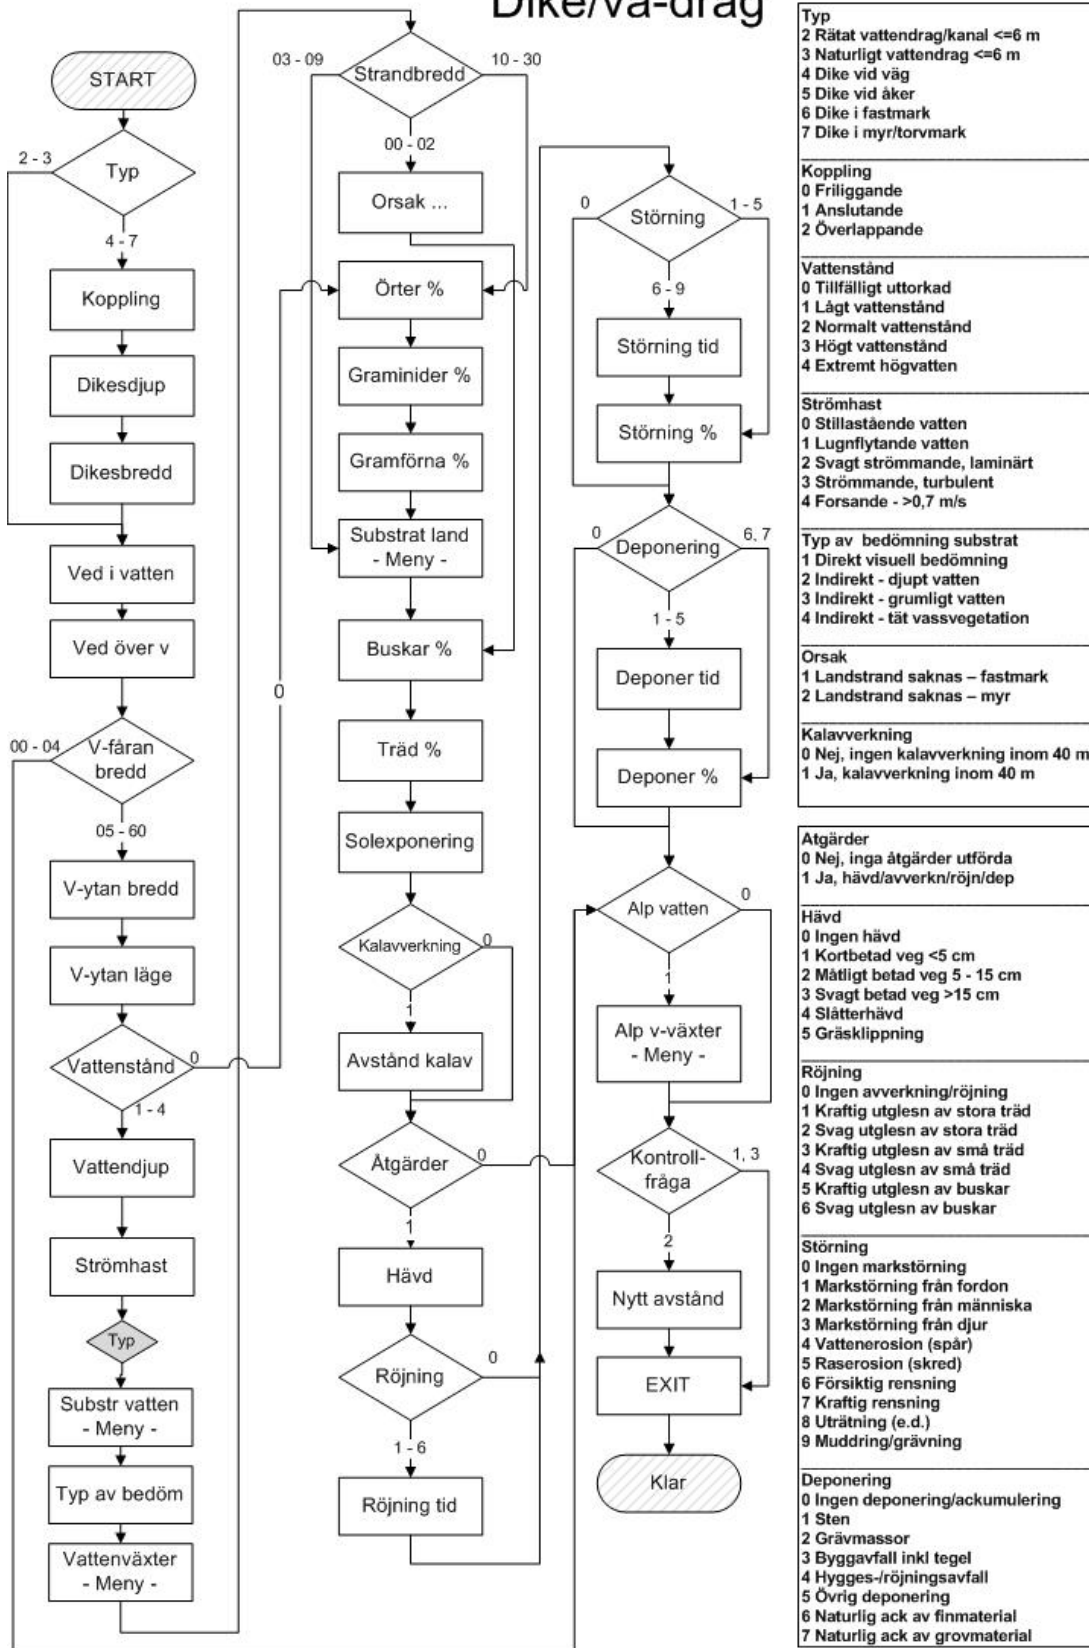 Dike/va-drag
START
Typ
2 - 3
4 - 7
Koppling
Dikesdjup
Dikesbredd
Ved i vatten
Ved över v
V-fåran
bredd
00 - 04
05 - 60
V-ytan bredd
V-ytan läge
Vattenstånd
0
1 - 4
Vattendjup
Strömhast
Typ
Substr vatten
- Meny -
Typ av bedöm
Vattenväxter
- Meny -
0
03 - 09
Strandbredd
10 - 30
00 - 02
Orsak ...
Örter %
Graminider %
Gramförna %
Substrat land
- Meny -
Buskar %
Träd %
Solexponering
Kalavverkning
0
1
Avstånd kalav
Åtgärder
0
1
Hävd
Röjning
0
1 - 6
Röjning tid
0
Störning
1 - 5
6 - 9
Störning tid
Störning %
0
Deponering
6, 7
1 - 5
Deponer tid
Deponer %
Alp vatten
0
1
Alp v-växter
- Meny -
Kontroll-
fråga
1, 3
2
Nytt avstånd
EXIT
Klar
Typ
2 Rätat vattendrag/kanal <=6 m
3 Naturligt vattendrag <=6 m
4 Dike vid väg
5 Dike vid åker
6 Dike i fastmark
7 Dike i myr/torvmark
Koppling
0 Friliggande
1 Anslutande
2 Överlappande
Vattenstånd
0 Tillfälligt uttorkad
1 Lågt vattenstånd
2 Normalt vattenstånd
3 Högt vattenstånd
4 Extremt högvatten
Strömhast
0 Stillastående vatten
1 Lugnflytande vatten
2 Svagt strömmande, laminärt
3 Strömmande, turbulent
4 Forsande - >0,7 m/s
Typ av bedömning substrat
1 Direkt visuell bedömning
2 Indirekt - djupt vatten
3 Indirekt - grumligt vatten
4 Indirekt - tät vassvegetation
Orsak
1 Landstrand saknas – fastmark
2 Landstrand saknas – myr
Kalavverkning
0 Nej, ingen kalavverkning inom 40 m
1 Ja, kalavverkning inom 40 m
Atgärder
0 Nej, inga åtgärder utförda
1 Ja, hävd/avverkn/röjn/dep
Hävd
0 Ingen hävd
1 Kortbetad veg <5 cm
2 Måtligt betad veg 5 - 15 cm
3 Svagt betad veg >15 cm
4 Slåtterhävd
5 Gräsklippning
Röjning
0 Ingen avverkning/röjning
1 Kraftig utglesn av stora träd
2 Svag utglesn av stora träd
3 Kraftig utglesn av små träd
4 Svag utglesn av små träd
5 Kraftig utglesn av buskar
6 Svag utglesn av buskar
Störning
0 Ingen markstörning
1 Markstörning från fordon
2 Markstörning från människa
3 Markstörning från djur
4 Vattenerosion (spår)
5 Raserosion (skred)
6 Försiktig rensning
7 Kraftig rensning
8 Uträtning (e.d.)
9 Muddring/grävning
Deponering
0 Ingen deponering/ackumulering
1 Sten
2 Grävmassor
3 Byggavfall inkl tegel
4 Hygges-/röjningsavfall
5 Övrig deponering
6 Naturlig ack av finmaterial
7 Naturlig ack av grovmaterial